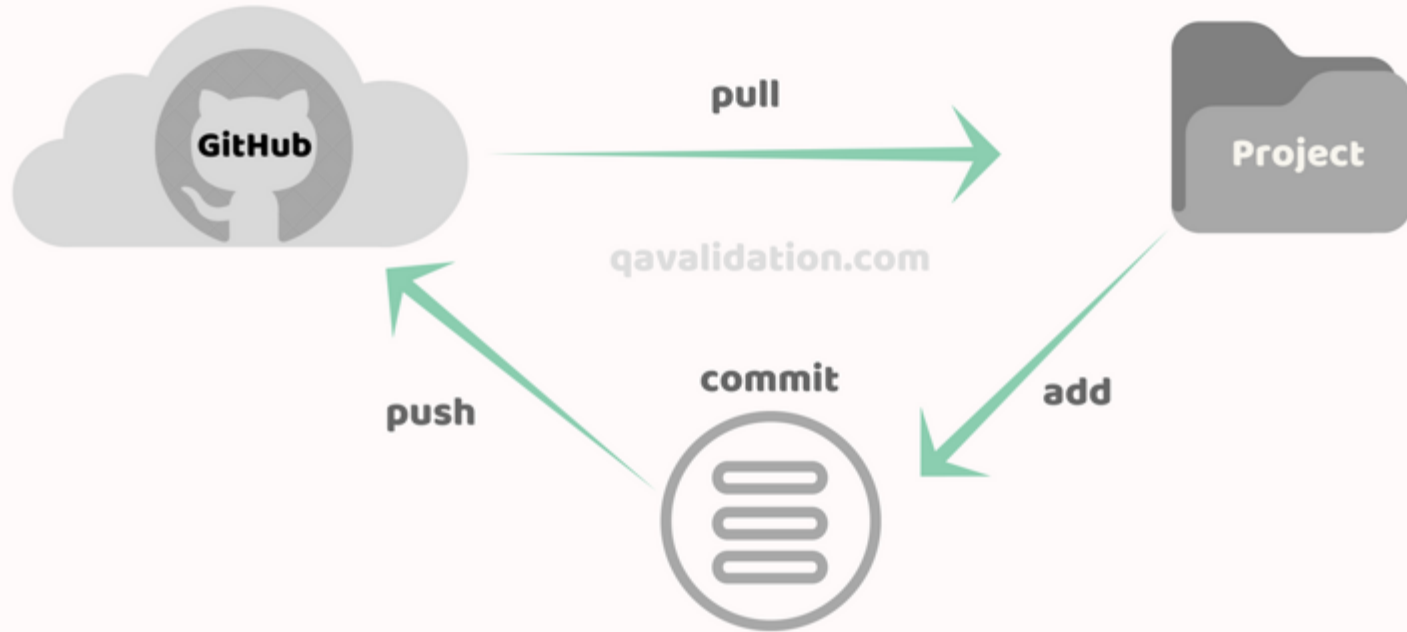 pull
GitHub
Project
qavalidation.com
commit
add
push